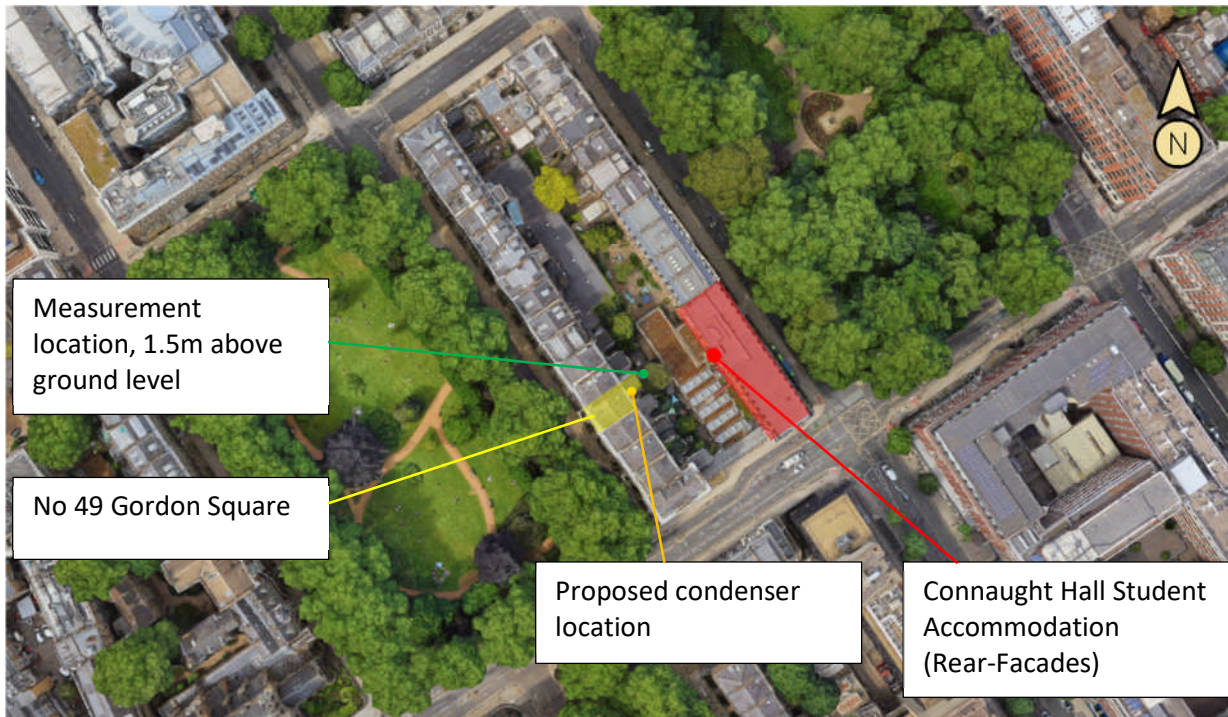 N
Measurement
location, 1.5m above
ground level
No 49 Gordon Square
Proposed condenser
location
Connaught Hall Student
Accommodation
(Rear-Facades)